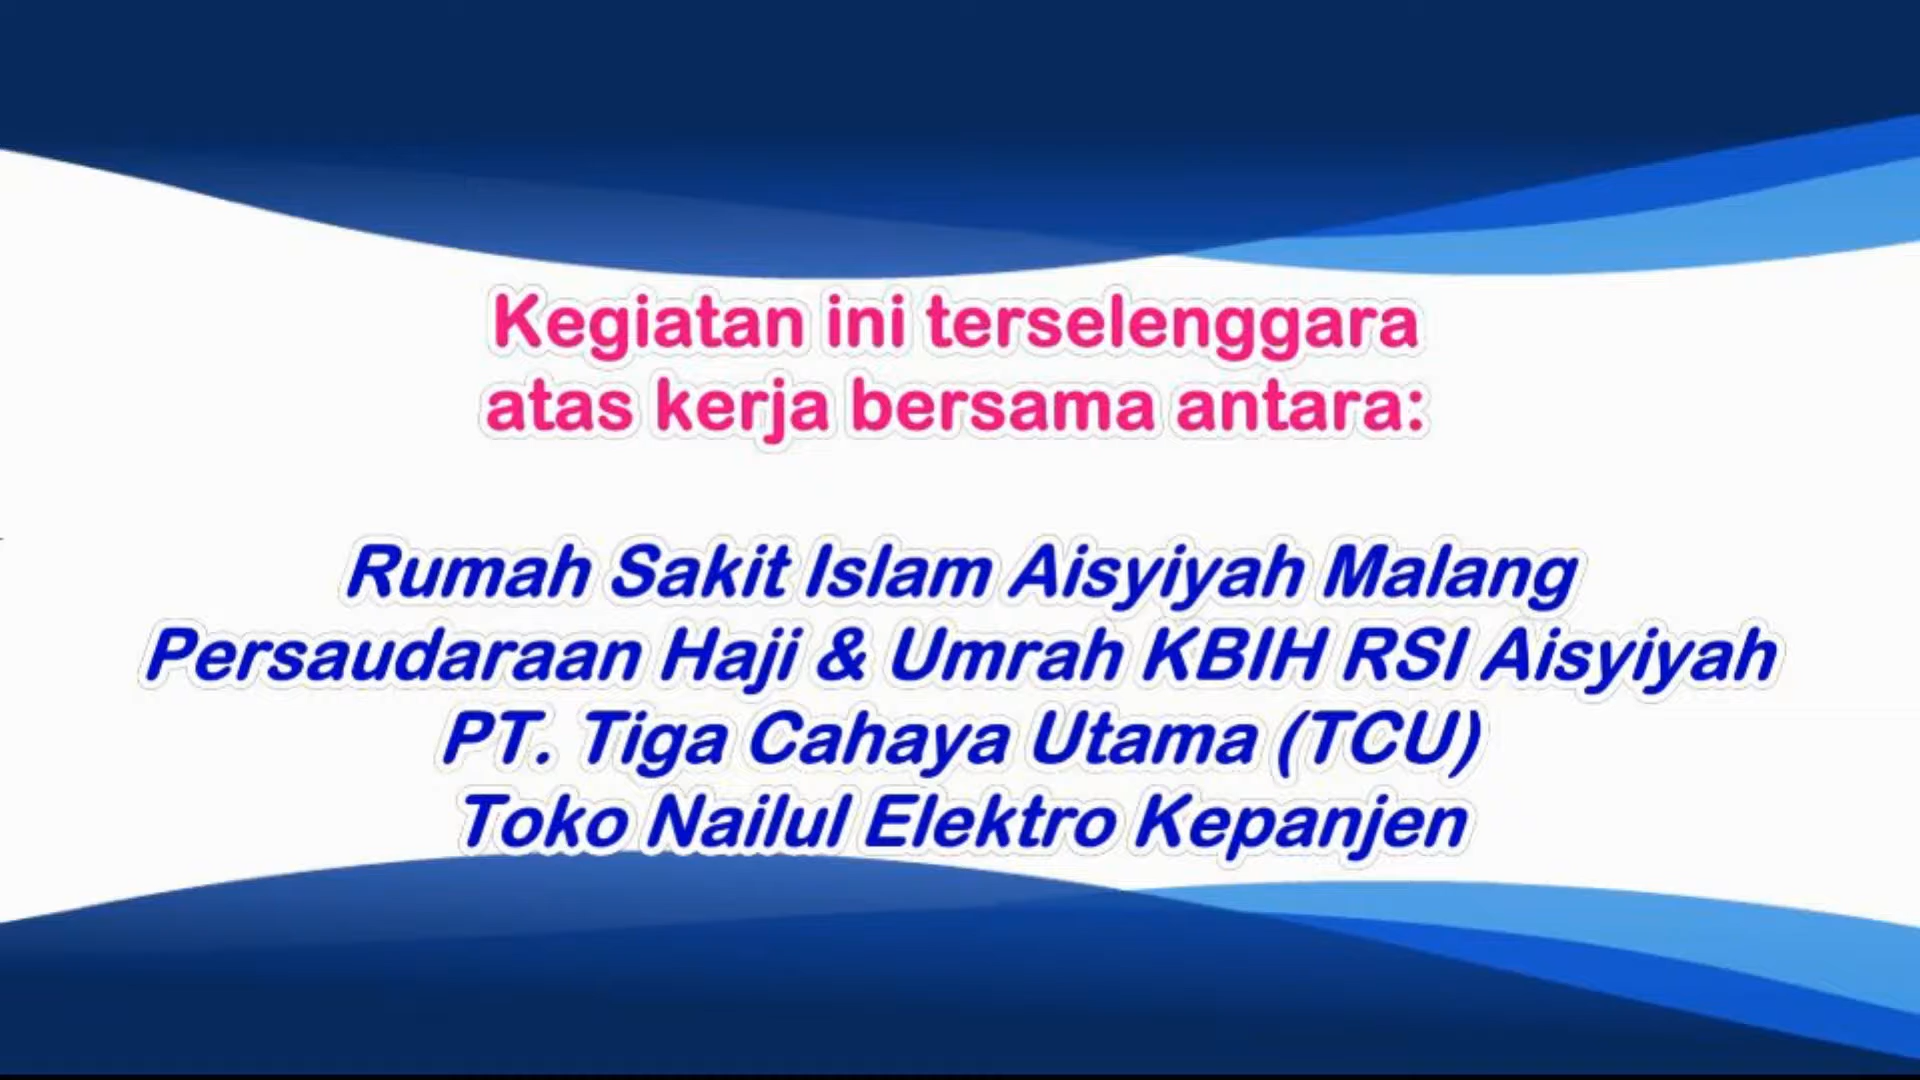 Kegiatan ini terselenggara
atas kerja bersama antara:
Rumah Sakit Islam Aisyiyah Malang
Persaudaraan Haji & Umrah KBIH RSI Aisyiyah
PT. Tiga Cahaya Utama (TCU)
Toko Nailul Elektro Kepanjen